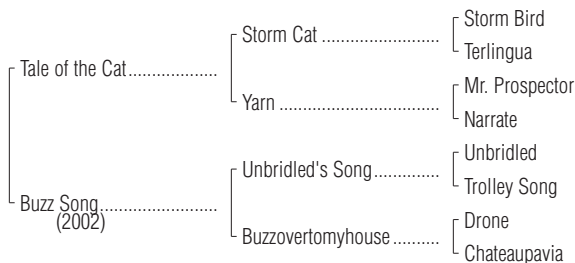 Storm Bird
Storm Cat ........................
Terlingua
Tale of the Cat..................
Mr. Prospector
Yarn ................................
Narrate
Unbridled
Unbridled's Song.............
Trolley Song
Buzz Song.......................
(2002)
Drone
Buzzovertomyhouse ..........
Chateaupavia